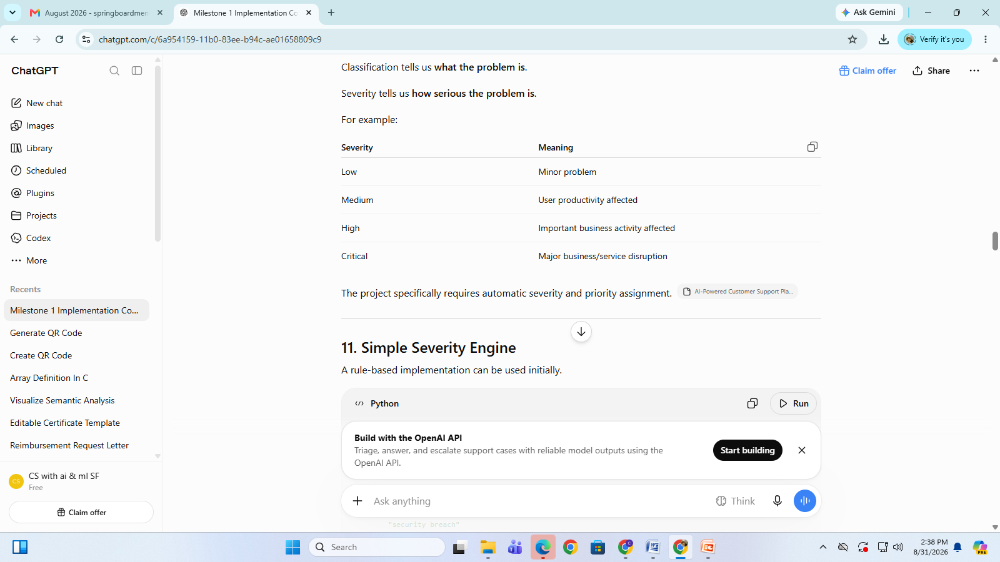 August 2026 - springboardmen
Milestone 1 Implementation Co
Ask Gemini
chatgpt.com/c/6a954159-11b0-83ee-b94c-ae01658809c9
Verify it's you
ChatGPT
New chat
Images
Library
Scheduled
Plugins
Projects
Codex
More
Recents
Milestone 1 Implementation Co...
Generate QR Code
Create QR Code
Array Definition In C
Visualize Semantic Analysis
Editable Certificate Template
Reimbursement Request Letter
CS
CS with ai & ml SF
Free
Claim offer
Claim offer
Share
Classification tells us what the problem is.
Severity tells us how serious the problem is.
For example:
Severity Meaning
Low Minor problem
Medium User productivity affected
High Important business activity affected
Critical Major business/service disruption
The project specifically requires automatic severity and priority assignment. AI-Powered Customer Support Pla...
11. Simple Severity Engine
A rule-based implementation can be used initially.
Python
Run
Build with the OpenAI API
Triage, answer, and escalate support cases with reliable model outputs using the
OpenAI API.
Start building
Ask anything
Think
"security breach"
Search
2:38 PM
8/31/2026
PRE